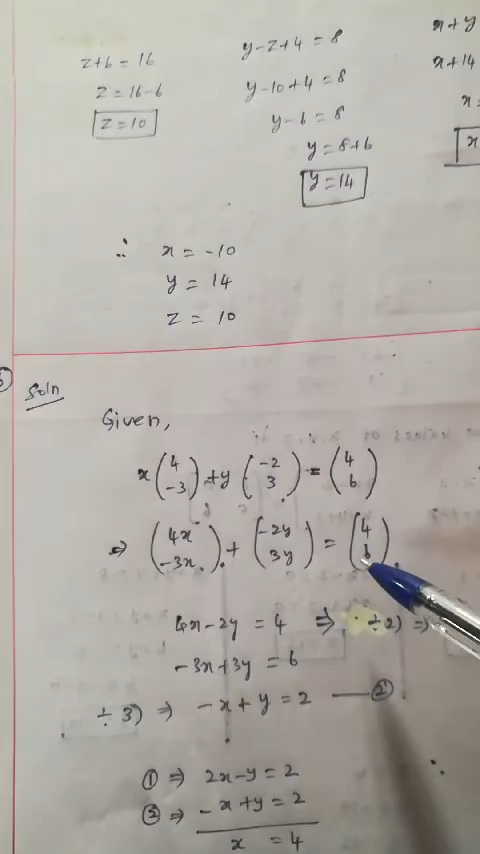 z+6 = 16
z = 16-6
z = 10
y-z+4 = 8
y-10+4 = 8
y-6 = 8
y = 8+6
y = 14
x+y
x+14
x =
x
∴ x = -10
y = 14
z = 10
Soln
Given,
x(4 -3) + y(-2 3) = (4 6)
⇒ (4x -3x) + (-2y 3y) = (4 6)
4x-2y = 4 ⇒ ÷2) ⇒
-3x+3y = 6
÷3) ⇒ -x+y = 2 — ②
① ⇒ 2x-y = 2
② ⇒ -x+y = 2
x = 4